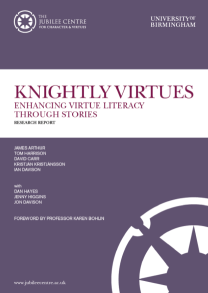 THE
JUBILEE CENTRE
FOR CHARACTER & VIRTUES
UNIVERSITY OF
BIRMINGHAM
KNIGHTLY VIRTUES
ENHANCING VIRTUE LITERACY
THROUGH STORIES
RESEARCH REPORT
JAMES ARTHUR
TOM HARRISON
DAVID CARR
KRISTJÁN KRISTJÁNSSON
IAN DAVISON
with
DAN HAYES
JENNY HIGGINS
JON DAVISON
FOREWORD BY PROFESSOR KAREN BOHLIN
www.jubileecentre.ac.uk